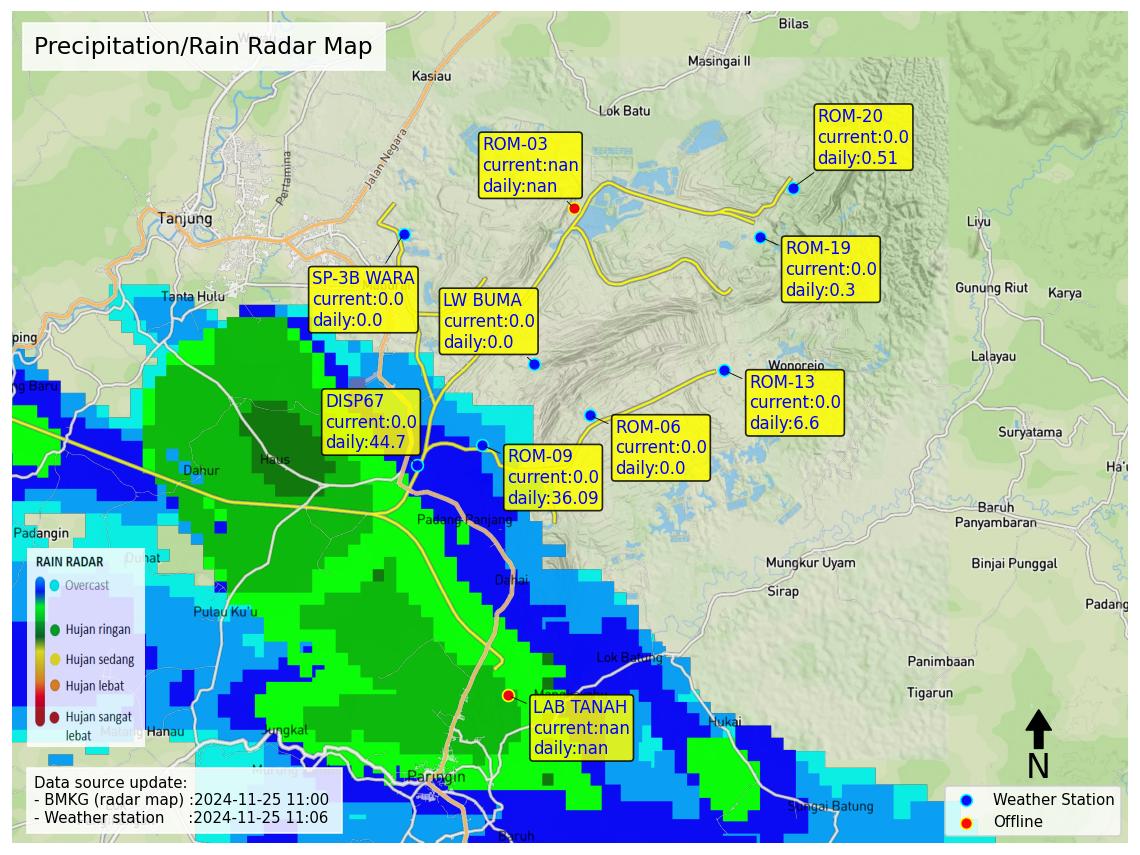 Precipitation/Rain Radar Map
Bilas
Masingai II
Kasiau
Lok Batu
Jalan Negara
Pertamina
Tanjung
Tanta Hulu
ROM-20
current:0.0
daily:0.51
ROM-03
current:nan
daily:nan
ROM-19
current:0.0
daily:0.3
SP-3B WARA
current:0.0
daily:0.0
LW BUMA
current:0.0
daily:0.0
Liyu
Gunung Riut
Karya
Lalayau
Wonorejo
ROM-13
current:0.0
daily:6.6
DISP67
current:0.0
daily:44.7
ROM-06
current:0.0
daily:0.0
ROM-09
current:0.0
daily:36.09
ping
ng Baru
Haus
Dahur
Suryatama
Ha'u
Baruh
Panyambaran
Padang Panjang
Padangin
Mungkur Uyam
Binjai Punggal
Dahai
Sirap
Padang
Pulau Ku'u
Lok Batung
Panimbaan
Tigarun
RAIN RADAR
Overcast
Hujan ringan
Hujan sedang
Hujan lebat
Hujan sangat
lebat
LAB TANAH
current:nan
daily:nan
Hukai
Jungkal
Hanau
Paringin
Sungai Batung
Baruh
N
Data source update:
- BMKG (radar map) :2024-11-25 11:00
- Weather station :2024-11-25 11:06
Weather Station
Offline